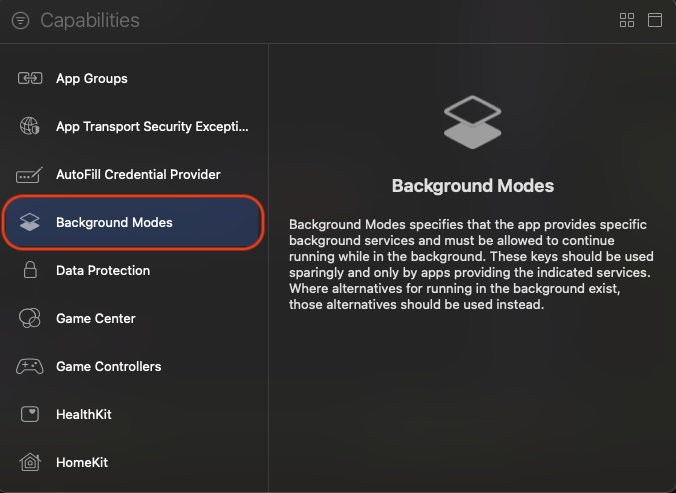 Capabilities
App Groups
App Transport Security Excepti...
AutoFill Credential Provider
Background Modes
Data Protection
Game Center
Game Controllers
HealthKit
HomeKit
Background Modes
Background Modes specifies that the app provides specific
background services and must be allowed to continue
running while in the background. These keys should be used
sparingly and only by apps providing the indicated services.
Where alternatives for running in the background exist,
those alternatives should be used instead.